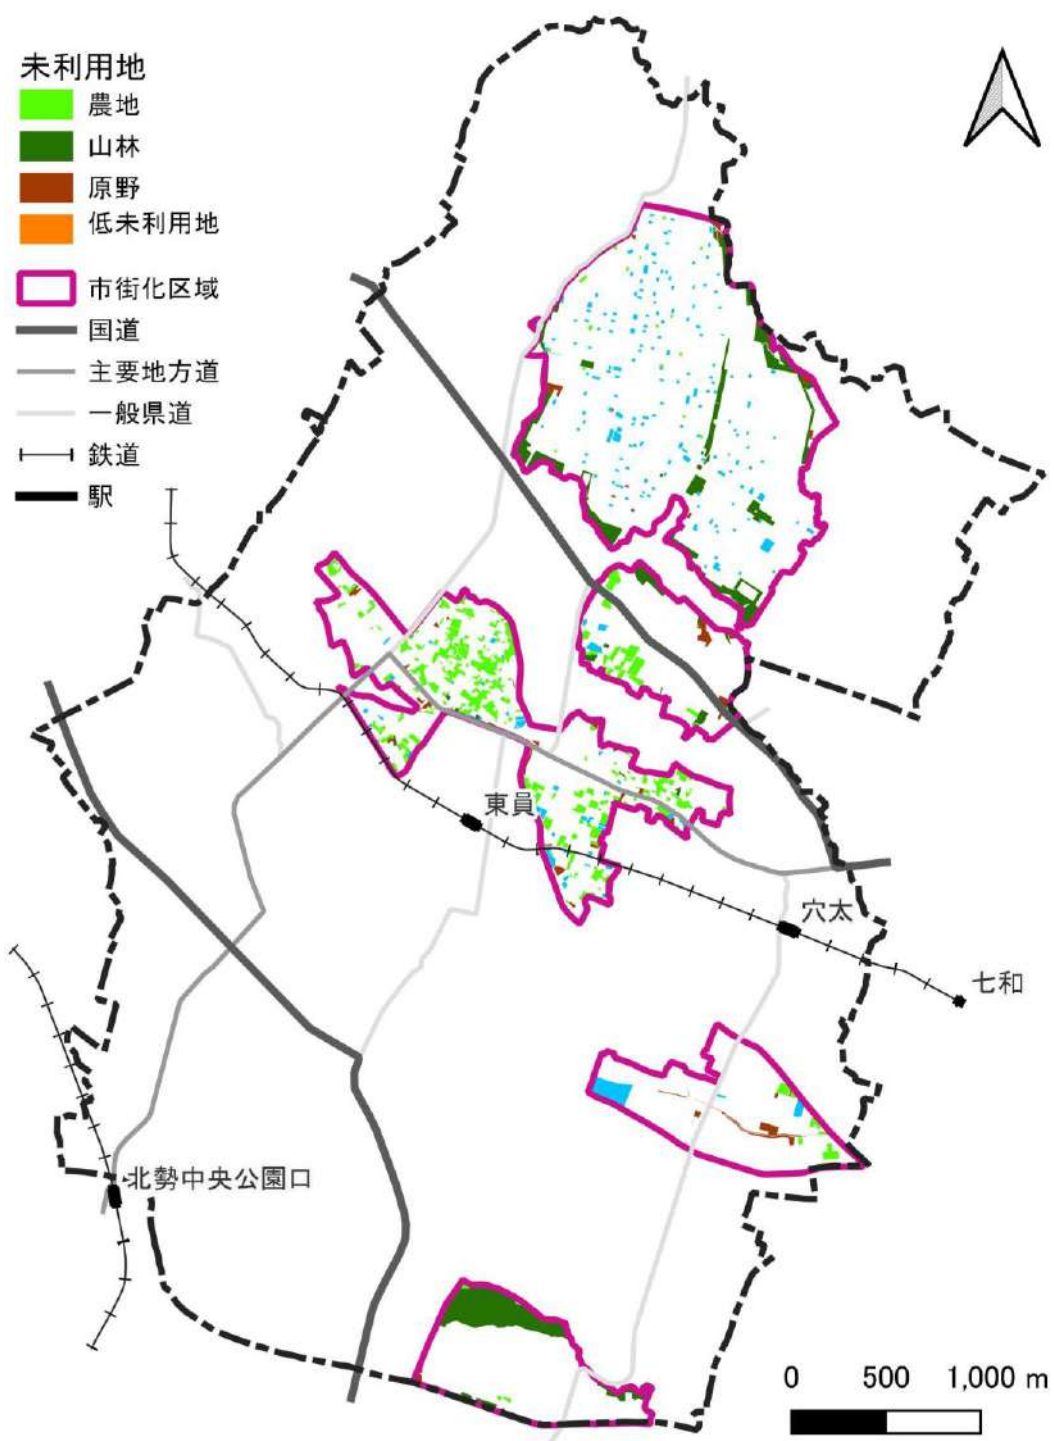 未利用地
農地
山林
原野
低未利用地
市街化区域
国道
主要地方道
一般県道
鉄道
駅
東員
穴太
七和
北勢中央公園口
0 500 1,000 m